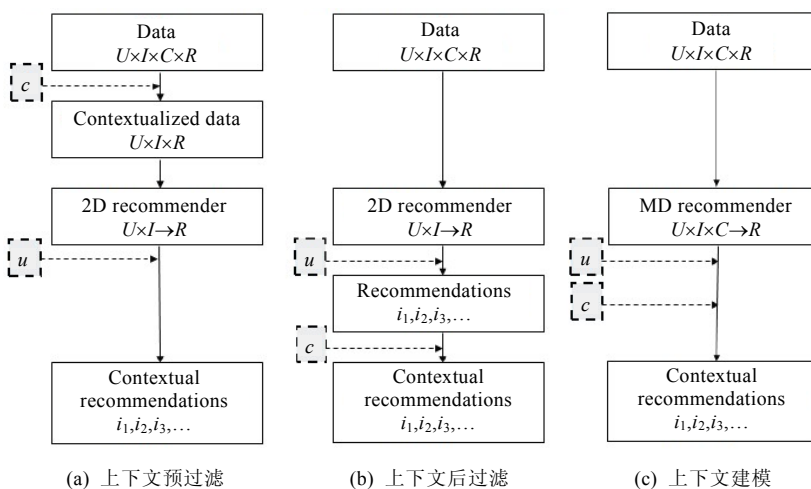 Data
U×I×C×R
c
Contextualized data
U×I×R
2D recommender
U×I→R
u
Contextual
recommendations
i₁,i₂,i₃,…
(a) 上下文预过滤
Data
U×I×C×R
2D recommender
U×I→R
u
Recommendations
i₁,i₂,i₃,…
c
Contextual
recommendations
i₁,i₂,i₃,…
(b) 上下文后过滤
Data
U×I×C×R
MD recommender
U×I×C→R
u
c
Contextual
recommendations
i₁,i₂,i₃,…
(c) 上下文建模